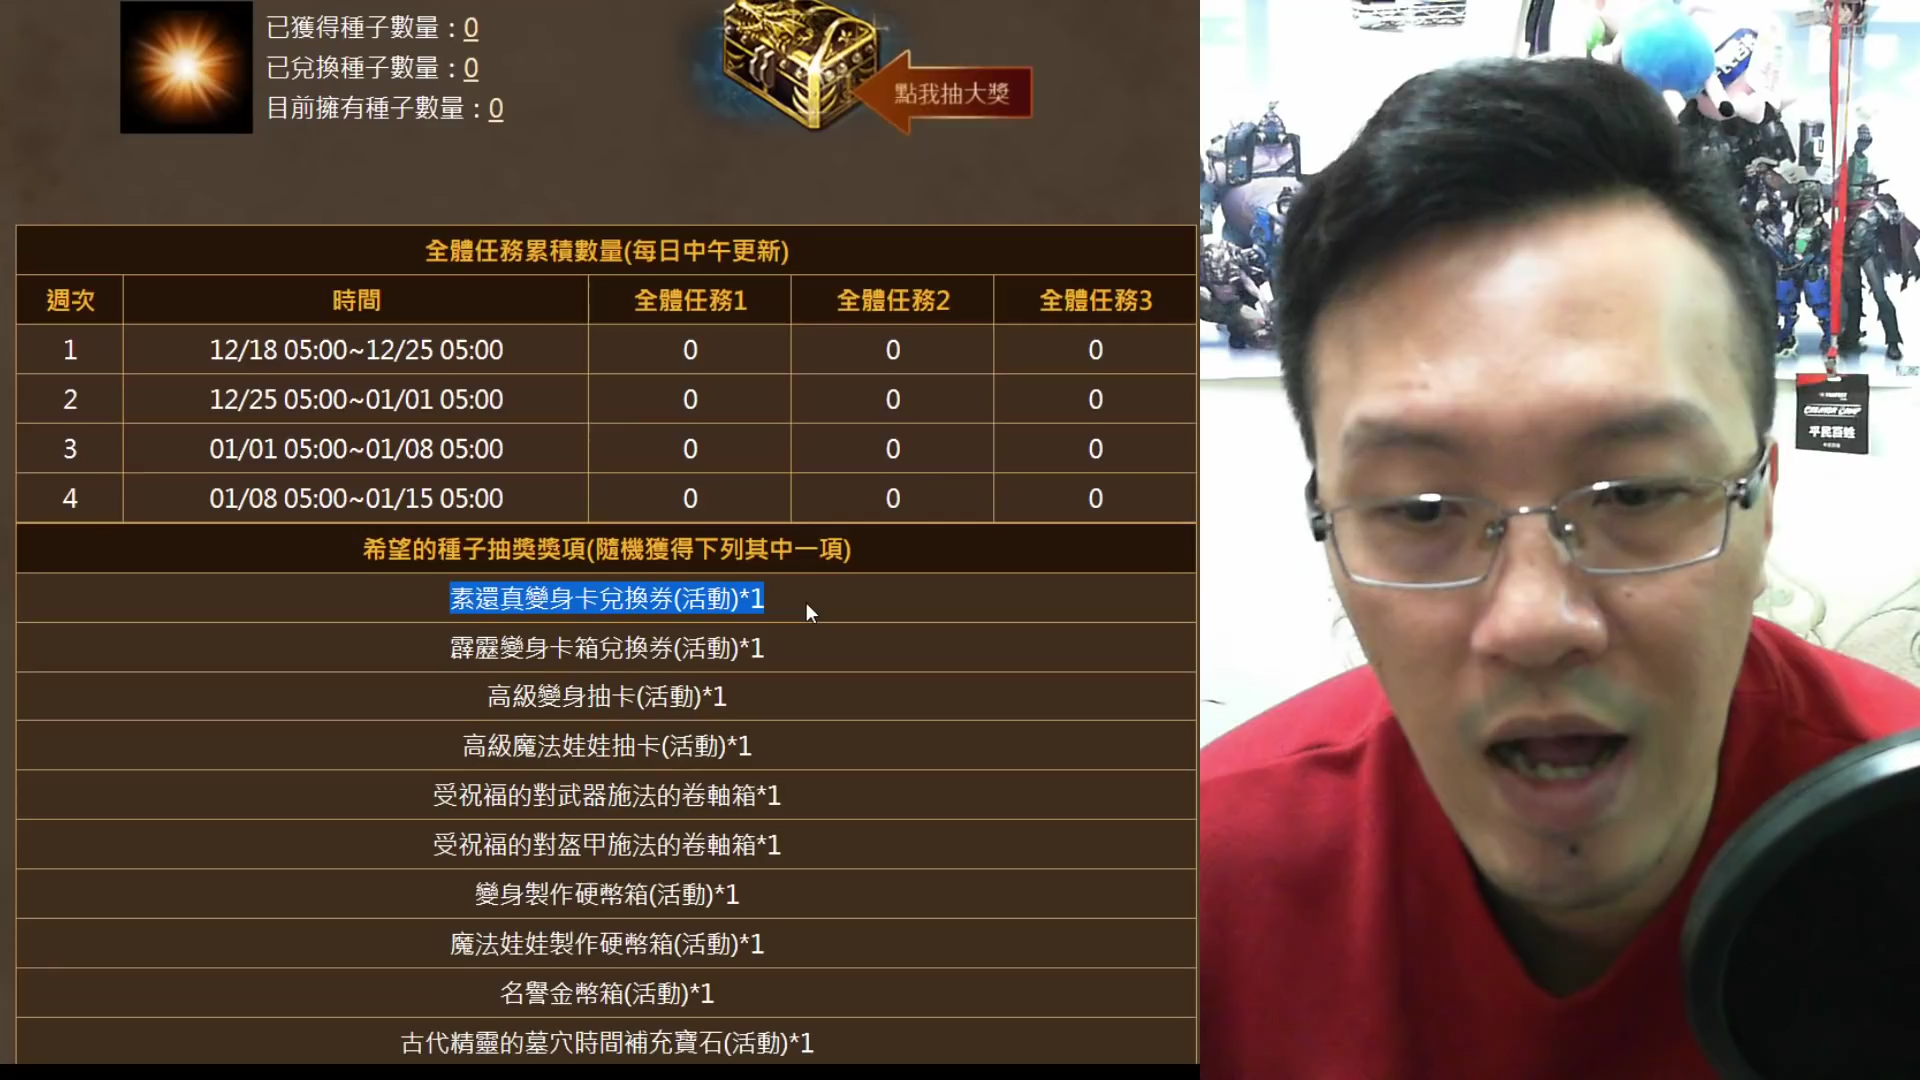 已獲得種子數量：0
已兌換種子數量：0
目前擁有種子數量：0
點我抽大獎
全體任務累積數量(每日中午更新)
週次 時間 全體任務1 全體任務2 全體任務3
1 12/18 05:00~12/25 05:00 0 0 0
2 12/25 05:00~01/01 05:00 0 0 0
3 01/01 05:00~01/08 05:00 0 0 0
4 01/08 05:00~01/15 05:00 0 0 0
希望的種子抽獎獎項(隨機獲得下列其中一項)
素還真變身卡兌換券(活動)*1
霹靂變身卡箱兌換券(活動)*1
高級變身抽卡(活動)*1
高級魔法娃娃抽卡(活動)*1
受祝福的對武器施法的卷軸箱*1
受祝福的對盔甲施法的卷軸箱*1
變身製作硬幣箱(活動)*1
魔法娃娃製作硬幣箱(活動)*1
名譽金幣箱(活動)*1
古代精靈的墓穴時間補充寶石(活動)*1
CREATOR CAMP
平民百姓